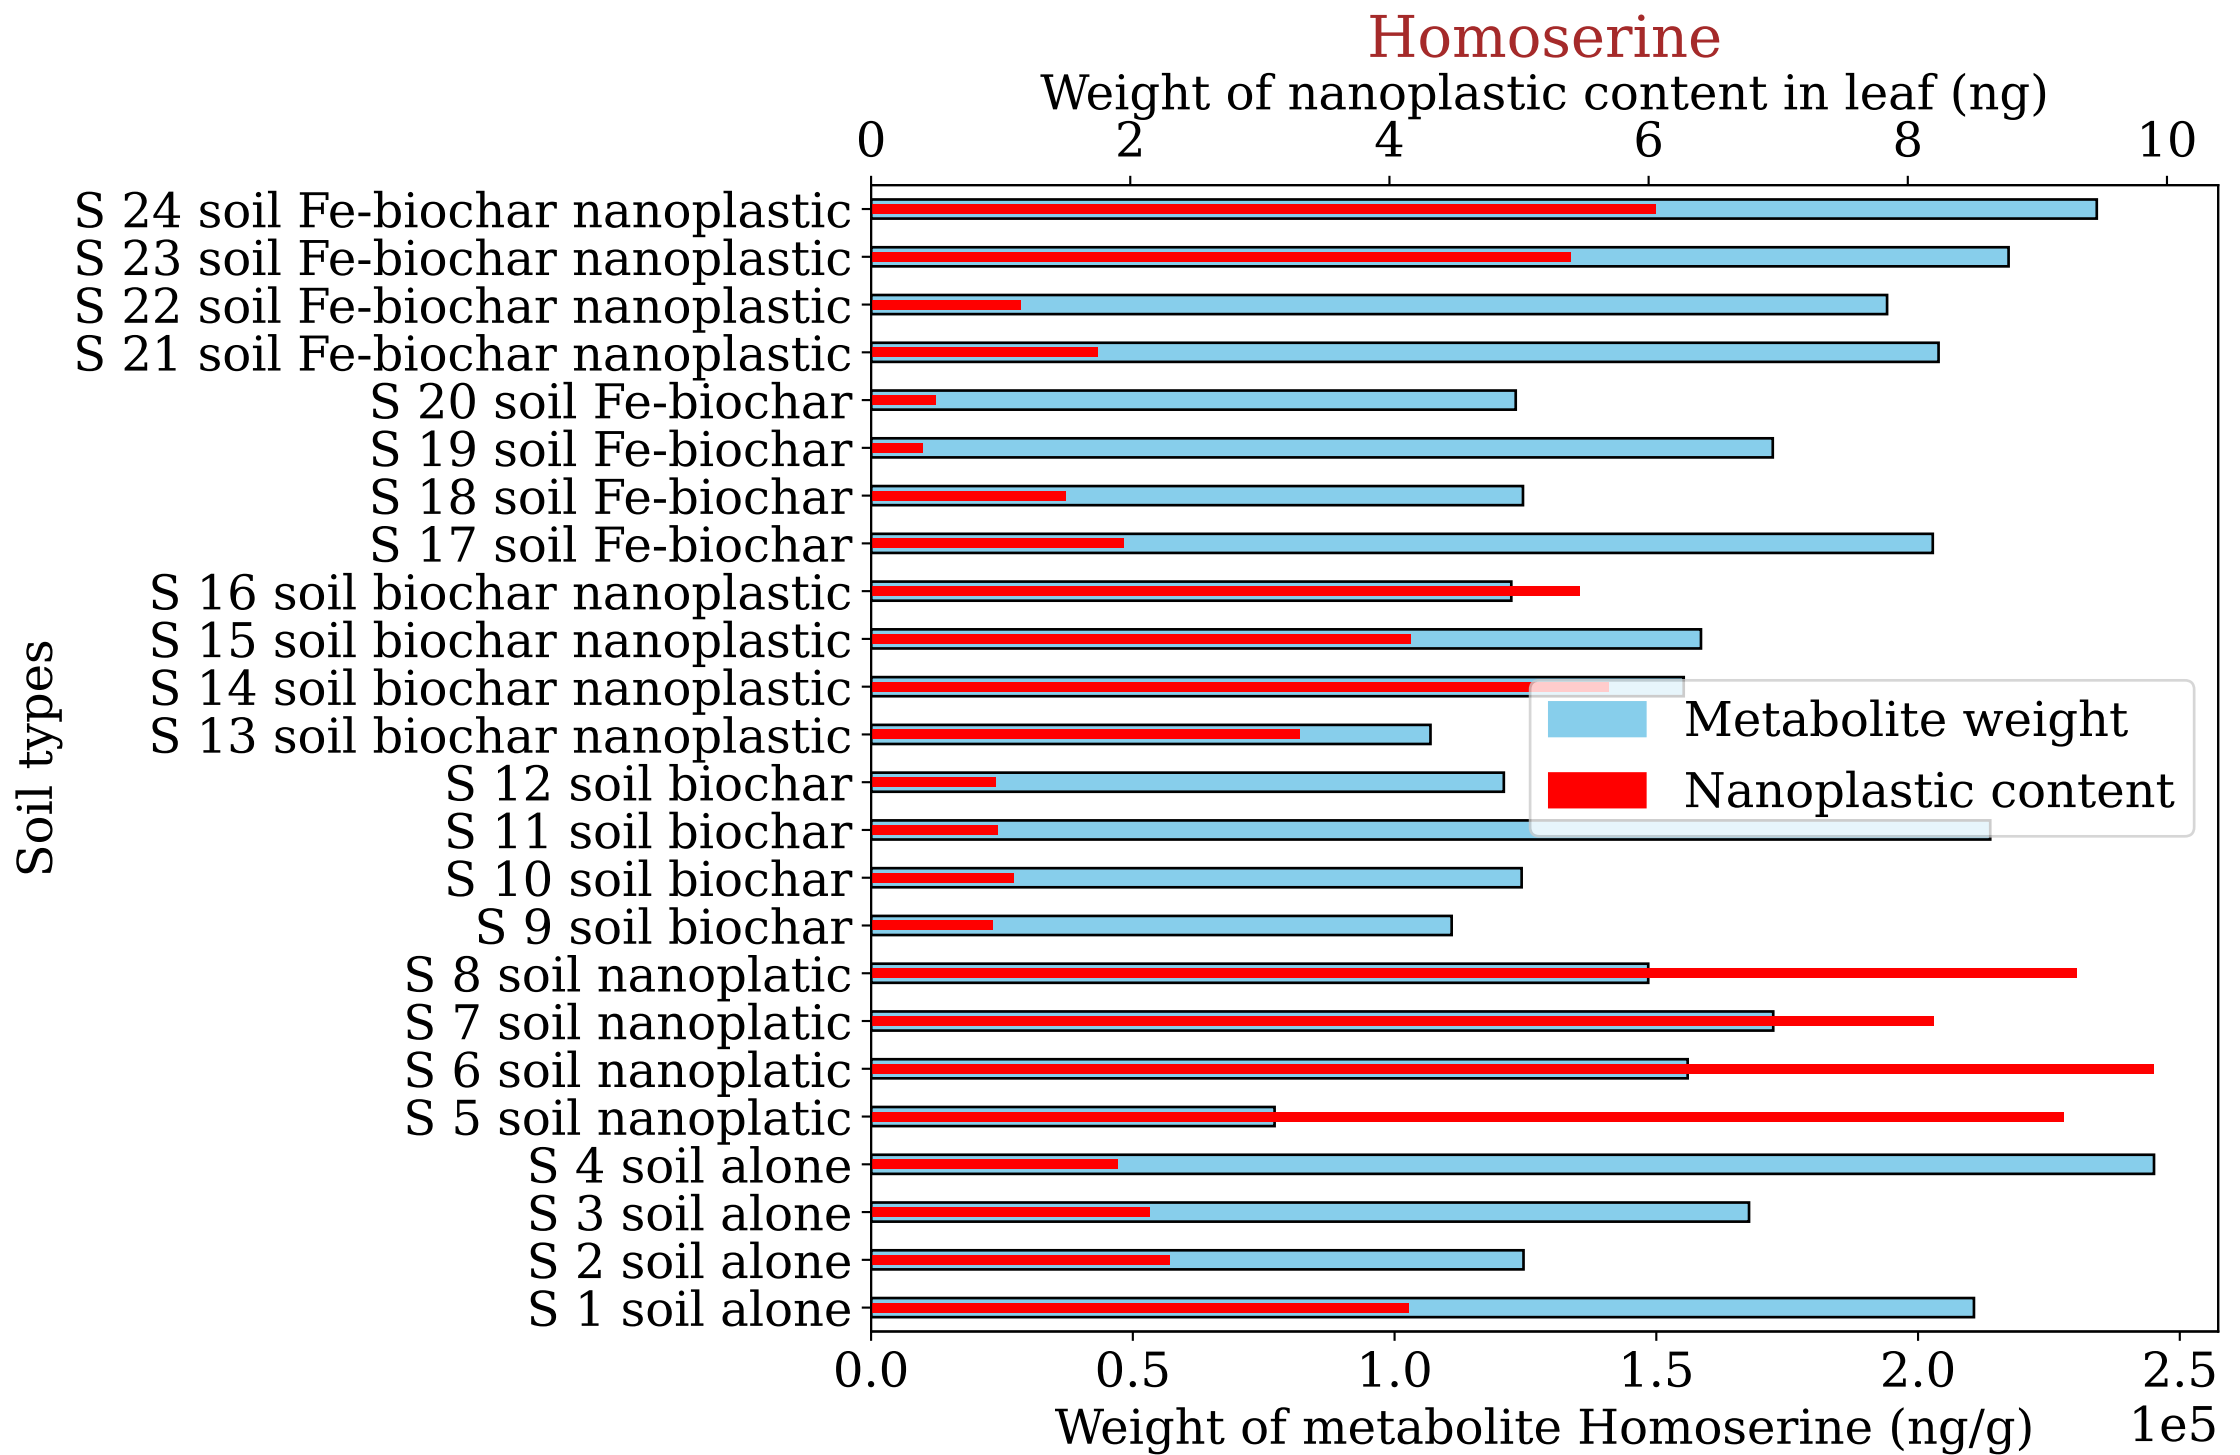 Homoserine
Weight of nanoplastic content in leaf (ng)
0 2 4 6 8 10
S 24 soil Fe-biochar nanoplastic
S 23 soil Fe-biochar nanoplastic
S 22 soil Fe-biochar nanoplastic
S 21 soil Fe-biochar nanoplastic
S 20 soil Fe-biochar
S 19 soil Fe-biochar
S 18 soil Fe-biochar
S 17 soil Fe-biochar
S 16 soil biochar nanoplastic
S 15 soil biochar nanoplastic
S 14 soil biochar nanoplastic
S 13 soil biochar nanoplastic
S 12 soil biochar
S 11 soil biochar
S 10 soil biochar
S 9 soil biochar
S 8 soil nanoplatic
S 7 soil nanoplatic
S 6 soil nanoplatic
S 5 soil nanoplatic
S 4 soil alone
S 3 soil alone
S 2 soil alone
S 1 soil alone
Soil types
Metabolite weight
Nanoplastic content
0.0 0.5 1.0 1.5 2.0 2.5
Weight of metabolite Homoserine (ng/g)
1e5